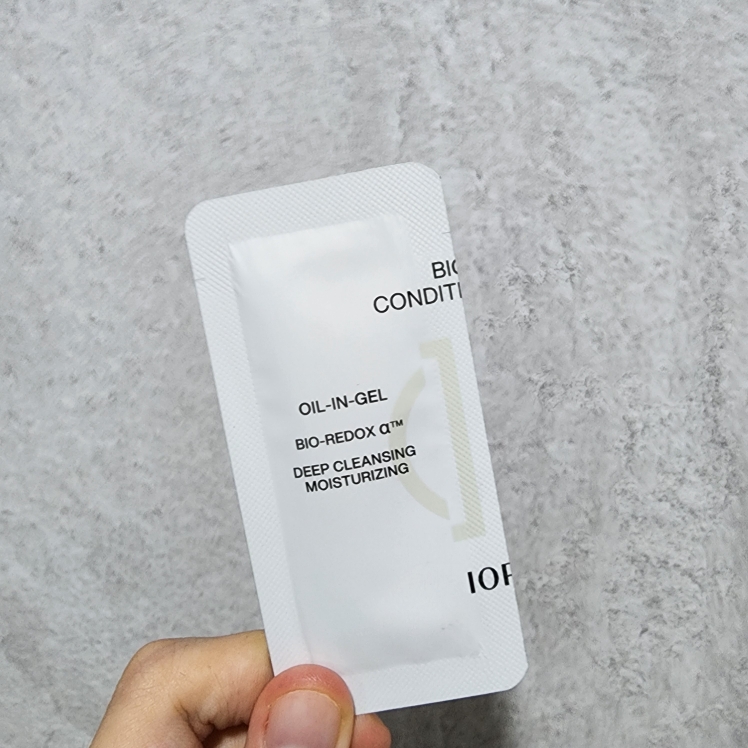 BIO
CONDITI
OIL-IN-GEL
BIO-REDOX α™
DEEP CLEANSING
MOISTURIZING
IOP